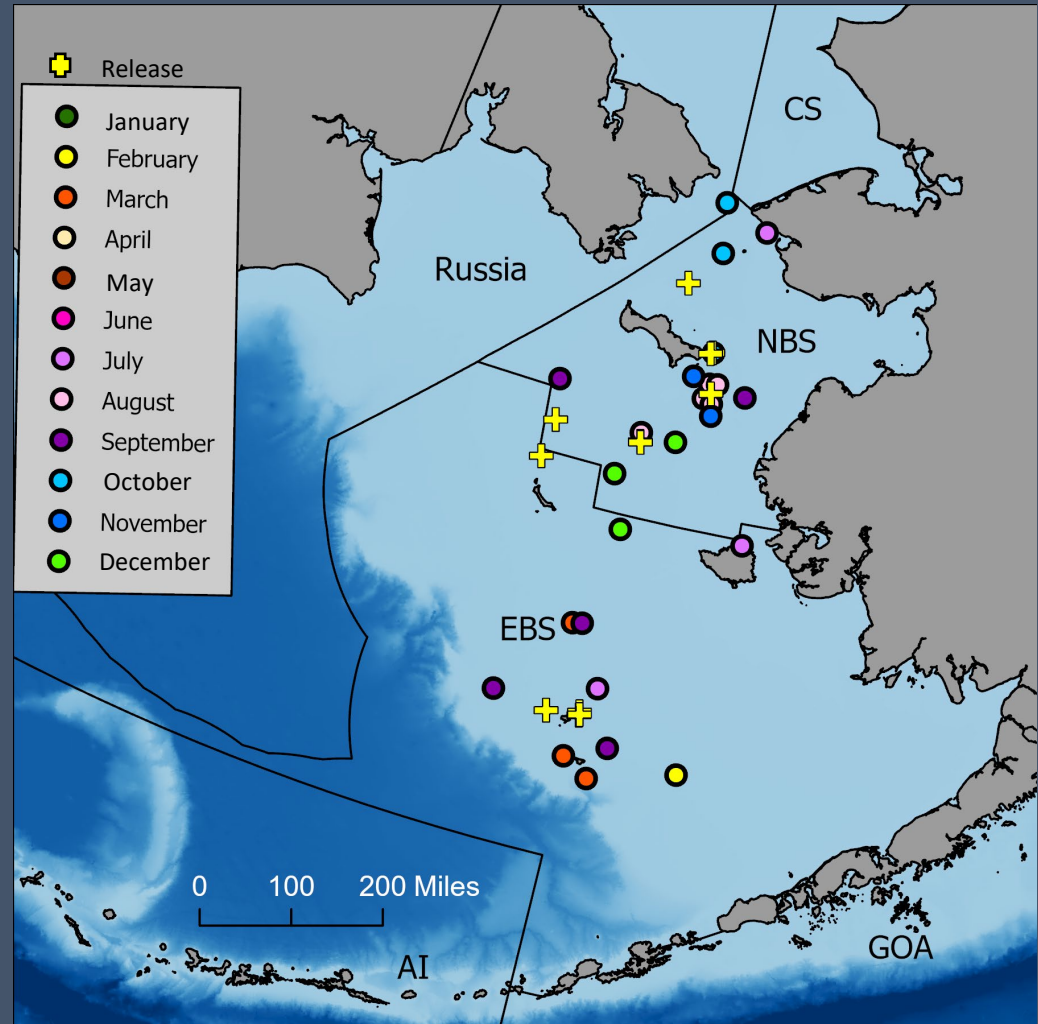 Release
January
February
March
April
May
June
July
August
September
October
November
December
CS
Russia
NBS
EBS
0 100 200 Miles
AI
GOA